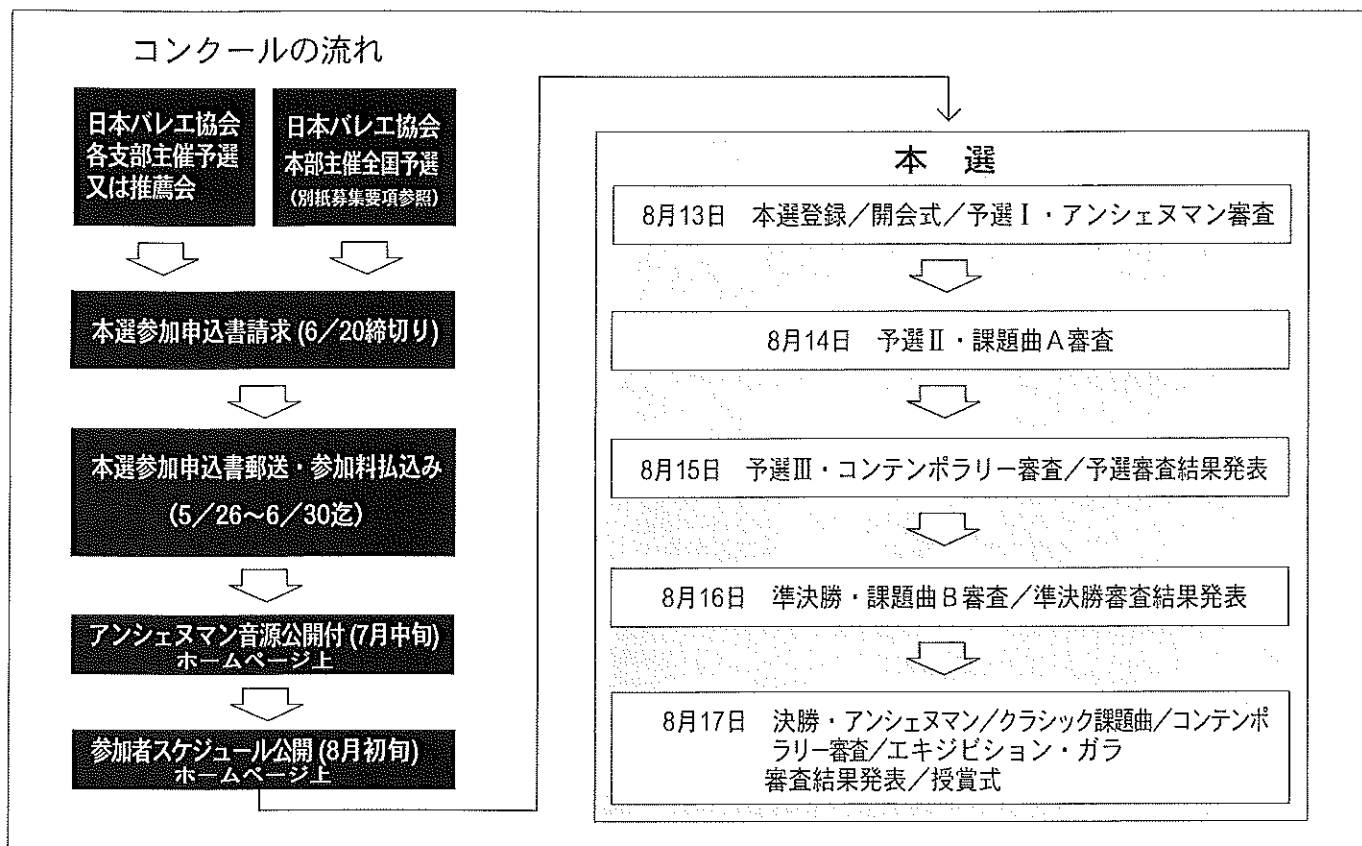 コンクールの流れ
日本バレエ協会
各支部主催予選
又は推薦会
日本バレエ協会
本部主催全国予選
(別紙募集要項参照)
本選参加申込書請求 (6/20締切り)
本選参加申込書郵送・参加料払込み
(5/26～6/30迄)
アンシェヌマン音源公開付 (7月中旬)
ホームページ上
参加者スケジュール公開 (8月初旬)
ホームページ上
本 選
8月13日 本選登録/開会式/予選Ⅰ・アンシェヌマン審査
8月14日 予選Ⅱ・課題曲A審査
8月15日 予選Ⅲ・コンテンポラリー審査/予選審査結果発表
8月16日 準決勝・課題曲B審査/準決勝審査結果発表
8月17日 決勝・アンシェヌマン/クラシック課題曲/コンテンポ
ラリー審査/エキジビション・ガラ
審査結果発表/授賞式